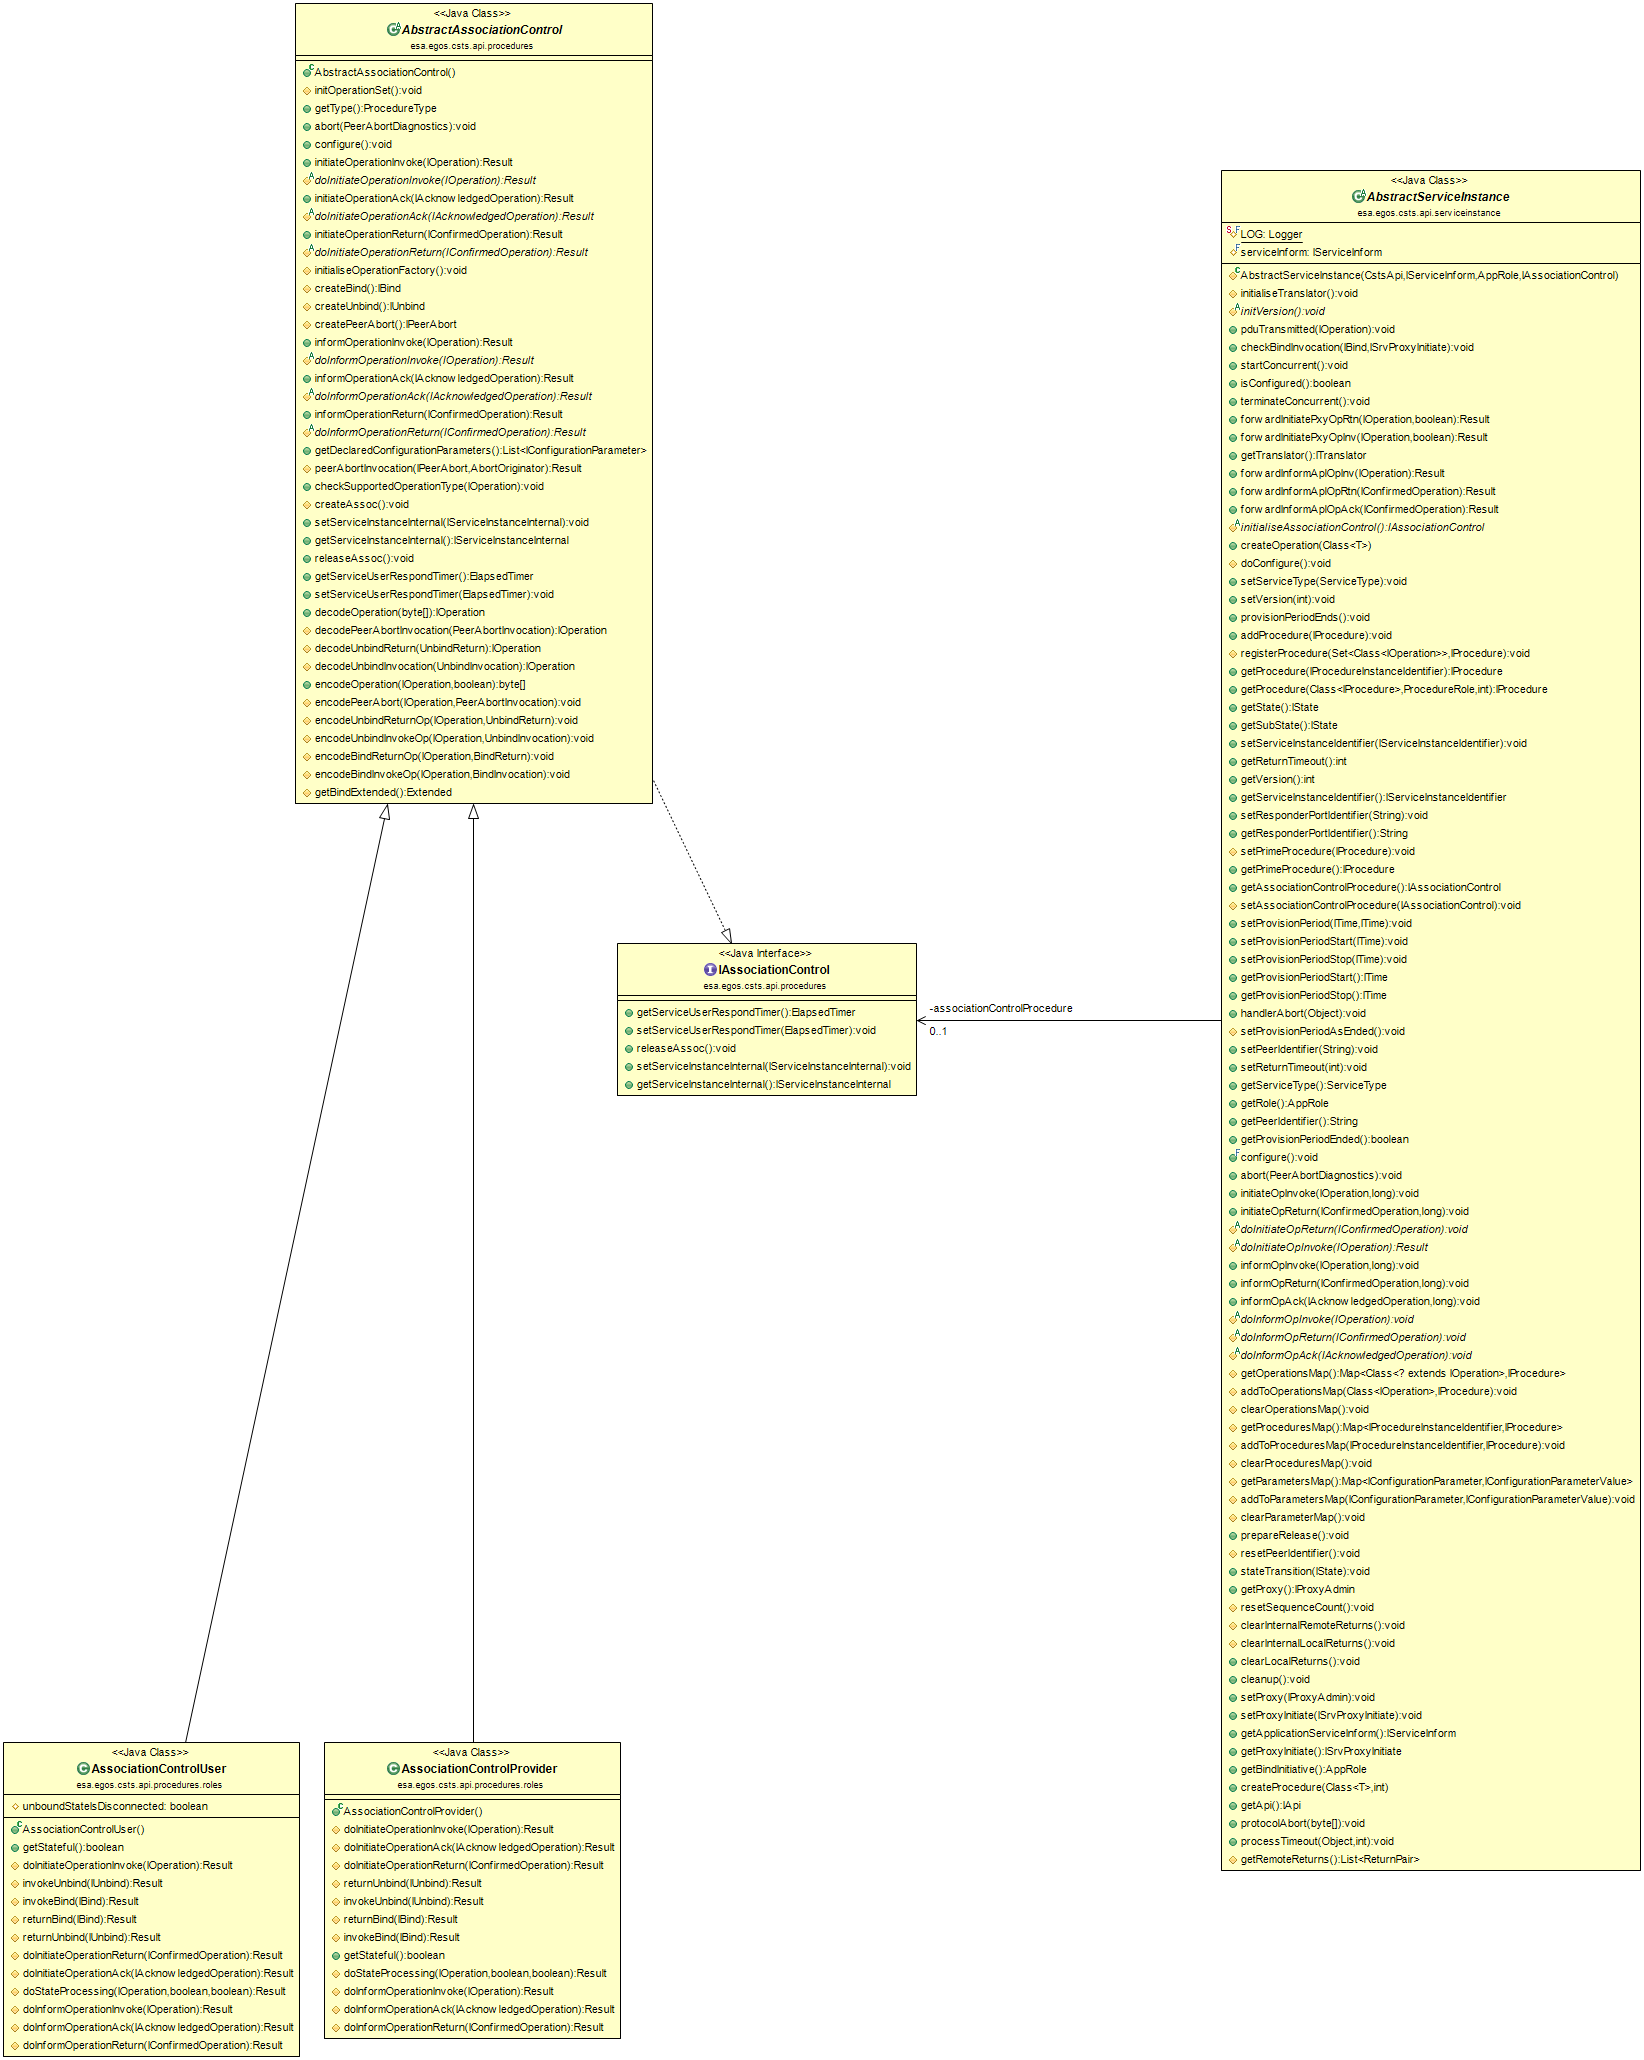 <<Java Class>>
AbstractAssociationControl
esa.egos.csts.api.procedures
AbstractAssociationControl()
initOperationSet():void
getType():ProcedureType
abort(PeerAbortDiagnostics):void
configure():void
initiateOperationInvoke(IOperation):Result
doInitiateOperationInvoke(IOperation):Result
initiateOperationAck(IAcknowledgedOperation):Result
doInitiateOperationAck(IAcknowledgedOperation):Result
initiateOperationReturn(IConfirmedOperation):Result
doInitiateOperationReturn(IConfirmedOperation):Result
initialiseOperationFactory():void
createBind():IBind
createUnbind():IUnbind
createPeerAbort():IPeerAbort
informOperationInvoke(IOperation):Result
doInformOperationInvoke(IOperation):Result
informOperationAck(IAcknowledgedOperation):Result
doInformOperationAck(IAcknowledgedOperation):Result
informOperationReturn(IConfirmedOperation):Result
doInformOperationReturn(IConfirmedOperation):Result
getDeclaredConfigurationParameters():List<IConfigurationParameter>
peerAbortInvocation(IPeerAbort,AbortOriginator):Result
checkSupportedOperationType(IOperation):void
createAssoc():void
setServiceInstanceInternal(IServiceInstanceInternal):void
getServiceInstanceInternal():IServiceInstanceInternal
releaseAssoc():void
getServiceUserRespondTimer():ElapsedTimer
setServiceUserRespondTimer(ElapsedTimer):void
decodeOperation(byte[]):IOperation
decodePeerAbortInvocation(PeerAbortInvocation):IOperation
decodeUnbindReturn(UnbindReturn):IOperation
decodeUnbindInvocation(UnbindInvocation):IOperation
encodeOperation(IOperation,boolean):byte[]
encodePeerAbort(IOperation,PeerAbortInvocation):void
encodeUnbindReturnOp(IOperation,UnbindReturn):void
encodeUnbindInvokeOp(IOperation,UnbindInvocation):void
encodeBindReturnOp(IOperation,BindReturn):void
encodeBindInvokeOp(IOperation,BindInvocation):void
getBindExtended():Extended
<<Java Class>>
AbstractServiceInstance
esa.egos.csts.api.serviceinstance
LOG: Logger
serviceInform: IServiceInform
AbstractServiceInstance(CstsApi,IServiceInform,AppRole,IAssociationControl)
initialiseTranslator():void
initVersion():void
pduTransmitted(IOperation):void
checkBindInvocation(IBind,ISrvProxyInitiate):void
startConcurrent():void
isConfigured():boolean
terminateConcurrent():void
forwardInitiatePxyOpRtn(IOperation,boolean):Result
forwardInitiatePxyOpInv(IOperation,boolean):Result
getTranslator():ITranslator
forwardInformAplOpInv(IOperation):Result
forwardInformAplOpRtn(IConfirmedOperation):Result
forwardInformAplOpAck(IConfirmedOperation):Result
initialiseAssociationControl():IAssociationControl
createOperation(Class<T>)
doConfigure():void
setServiceType(ServiceType):void
setVersion(int):void
provisionPeriodEnds():void
addProcedure(IProcedure):void
registerProcedure(Set<Class<IOperation>>,IProcedure):void
getProcedure(IProcedureInstanceIdentifier):IProcedure
getProcedure(Class<IProcedure>,ProcedureRole,int):IProcedure
getState():IState
getSubState():IState
setServiceInstanceIdentifier(IServiceInstanceIdentifier):void
getReturnTimeout():int
getVersion():int
getServiceInstanceIdentifier():IServiceInstanceIdentifier
setResponderPortIdentifier(String):void
getResponderPortIdentifier():String
setPrimeProcedure(IProcedure):void
getPrimeProcedure():IProcedure
getAssociationControlProcedure():IAssociationControl
setAssociationControlProcedure(IAssociationControl):void
setProvisionPeriod(ITime,ITime):void
setProvisionPeriodStart(ITime):void
setProvisionPeriodStop(ITime):void
getProvisionPeriodStart():ITime
getProvisionPeriodStop():ITime
handlerAbort(Object):void
setProvisionPeriodAsEnded():void
setPeerIdentifier(String):void
setReturnTimeout(int):void
getServiceType():ServiceType
getRole():AppRole
getPeerIdentifier():String
getProvisionPeriodEnded():boolean
configure():void
abort(PeerAbortDiagnostics):void
initiateOpInvoke(IOperation,long):void
initiateOpReturn(IConfirmedOperation,long):void
doInitiateOpReturn(IConfirmedOperation):void
doInitiateOpInvoke(IOperation):Result
informOpInvoke(IOperation,long):void
informOpReturn(IConfirmedOperation,long):void
informOpAck(IAcknowledgedOperation,long):void
doInformOpInvoke(IOperation):void
doInformOpReturn(IConfirmedOperation):void
doInformOpAck(IAcknowledgedOperation):void
getOperationsMap():Map<Class<? extends IOperation>,IProcedure>
addToOperationsMap(Class<IOperation>,IProcedure):void
clearOperationsMap():void
getProceduresMap():Map<IProcedureInstanceIdentifier,IProcedure>
addToProceduresMap(IProcedureInstanceIdentifier,IProcedure):void
clearProceduresMap():void
getParametersMap():Map<IConfigurationParameter,IConfigurationParameterValue>
addToParametersMap(IConfigurationParameter,IConfigurationParameterValue):void
clearParameterMap():void
prepareRelease():void
resetPeerIdentifier():void
stateTransition(IState):void
getProxy():IProxyAdmin
resetSequenceCount():void
clearInternalRemoteReturns():void
clearInternalLocalReturns():void
clearLocalReturns():void
cleanup():void
setProxy(IProxyAdmin):void
setProxyInitiate(ISrvProxyInitiate):void
getApplicationServiceInform():IServiceInform
getProxyInitiate():ISrvProxyInitiate
getBindInitiative():AppRole
createProcedure(Class<T>,int)
getApi():IApi
protocolAbort(byte[]):void
processTimeout(Object,int):void
getRemoteReturns():List<ReturnPair>
<<Java Interface>>
IAssociationControl
esa.egos.csts.api.procedures
getServiceUserRespondTimer():ElapsedTimer
setServiceUserRespondTimer(ElapsedTimer):void
releaseAssoc():void
setServiceInstanceInternal(IServiceInstanceInternal):void
getServiceInstanceInternal():IServiceInstanceInternal
-associationControlProcedure
0..1
<<Java Class>>
AssociationControlUser
esa.egos.csts.api.procedures.roles
unboundStateIsDisconnected: boolean
AssociationControlUser()
getStateful():boolean
doInitiateOperationInvoke(IOperation):Result
invokeUnbind(IUnbind):Result
invokeBind(IBind):Result
returnBind(IBind):Result
returnUnbind(IUnbind):Result
doInitiateOperationReturn(IConfirmedOperation):Result
doInitiateOperationAck(IAcknowledgedOperation):Result
doStateProcessing(IOperation,boolean,boolean):Result
doInformOperationInvoke(IOperation):Result
doInformOperationAck(IAcknowledgedOperation):Result
doInformOperationReturn(IConfirmedOperation):Result
<<Java Class>>
AssociationControlProvider
esa.egos.csts.api.procedures.roles
AssociationControlProvider()
doInitiateOperationInvoke(IOperation):Result
doInitiateOperationAck(IAcknowledgedOperation):Result
doInitiateOperationReturn(IConfirmedOperation):Result
returnUnbind(IUnbind):Result
invokeUnbind(IUnbind):Result
returnBind(IBind):Result
invokeBind(IBind):Result
getStateful():boolean
doStateProcessing(IOperation,boolean,boolean):Result
doInformOperationInvoke(IOperation):Result
doInformOperationAck(IAcknowledgedOperation):Result
doInformOperationReturn(IConfirmedOperation):Result